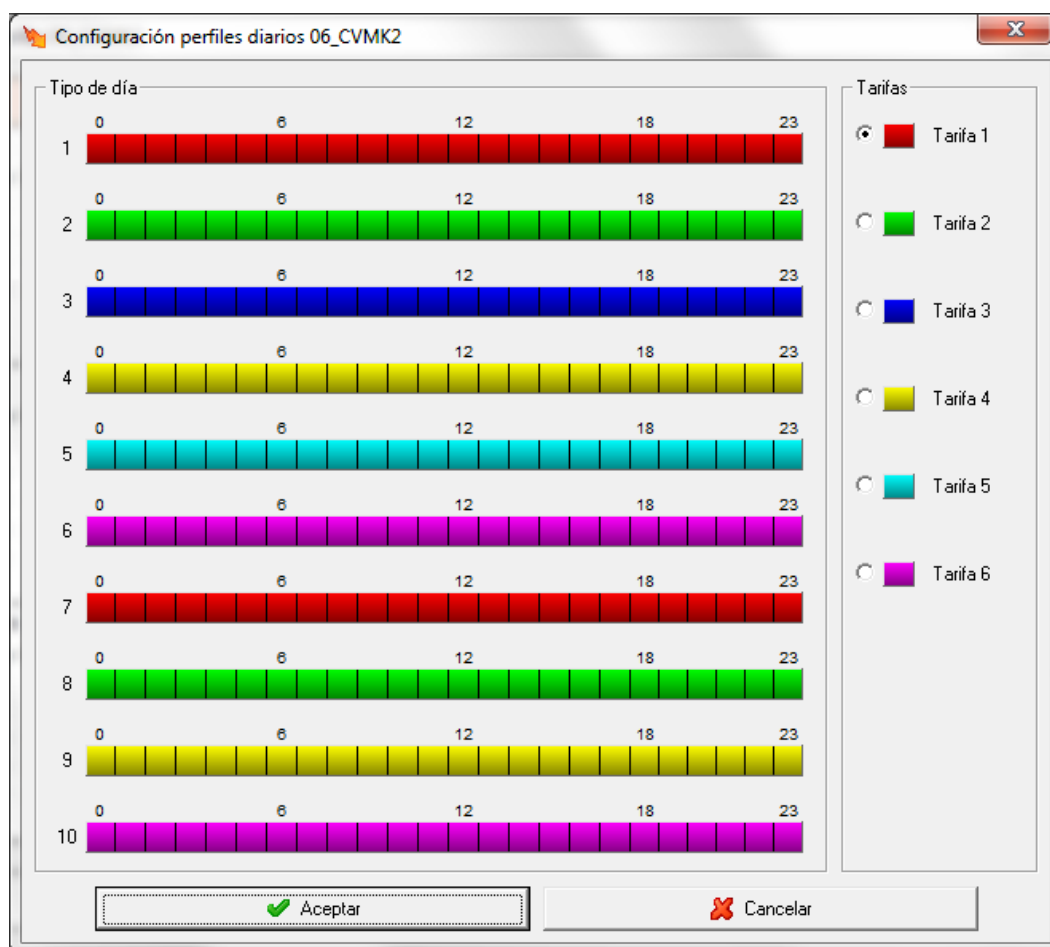 Configuración perfiles diarios 06_CVMK2
Tipo de día
Tarifas
0 6 12 18 23
1
Tarifa 1
0 6 12 18 23
2
Tarifa 2
0 6 12 18 23
3
Tarifa 3
0 6 12 18 23
4
Tarifa 4
0 6 12 18 23
5
Tarifa 5
0 6 12 18 23
6
Tarifa 6
0 6 12 18 23
7
0 6 12 18 23
8
0 6 12 18 23
9
0 6 12 18 23
10
Aceptar
Cancelar